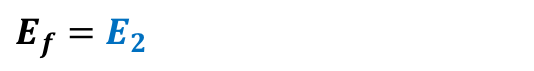 E_f = E_2